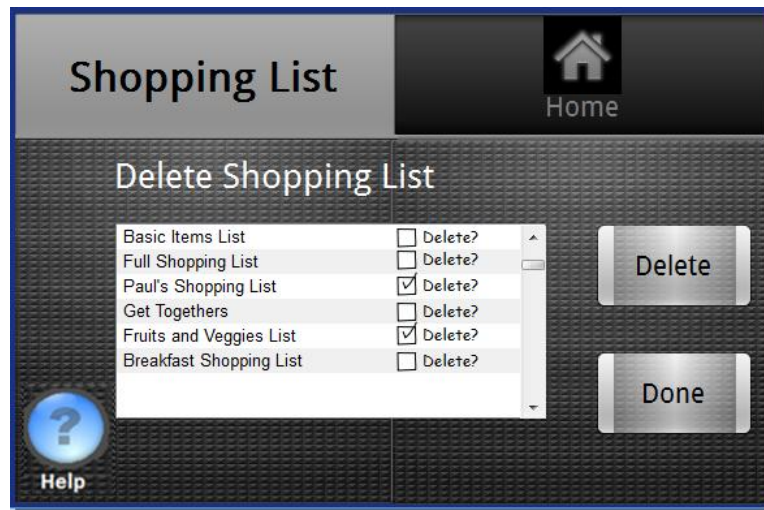 Shopping List
Home
Delete Shopping List
Basic Items List Delete?
Full Shopping List Delete?
Paul's Shopping List Delete?
Get Togethers Delete?
Fruits and Veggies List Delete?
Breakfast Shopping List Delete?
Delete
Done
?
Help